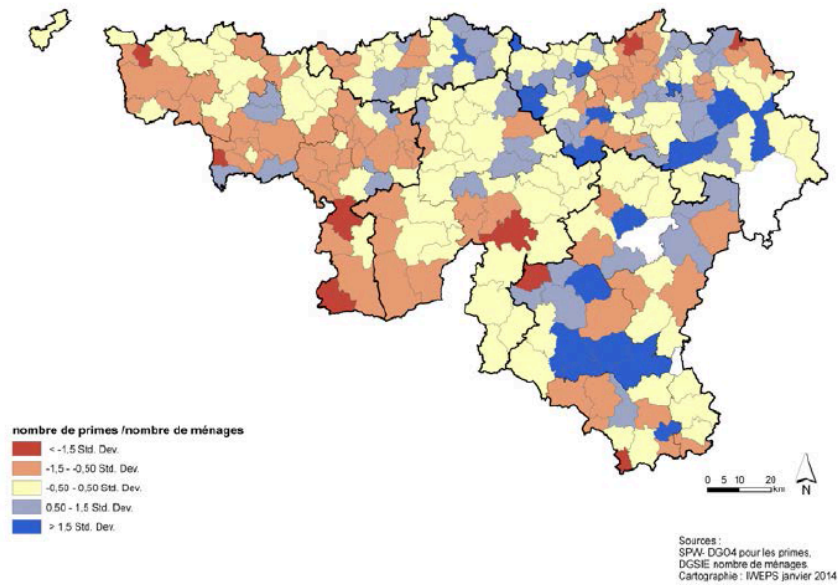 nombre de primes /nombre de ménages
< -1.5 Std. Dev.
-1,5 - -0,50 Std. Dev.
-0,50 - 0,50 Std. Dev.
0.50 - 1.5 Std. Dev.
> 1.5 Std. Dev.
0 5 10 20
km
N
Sources :
SPW- DGO4 pour les primes,
DGSIE nombre de ménages
Cartographie : IWEPS janvier 2014